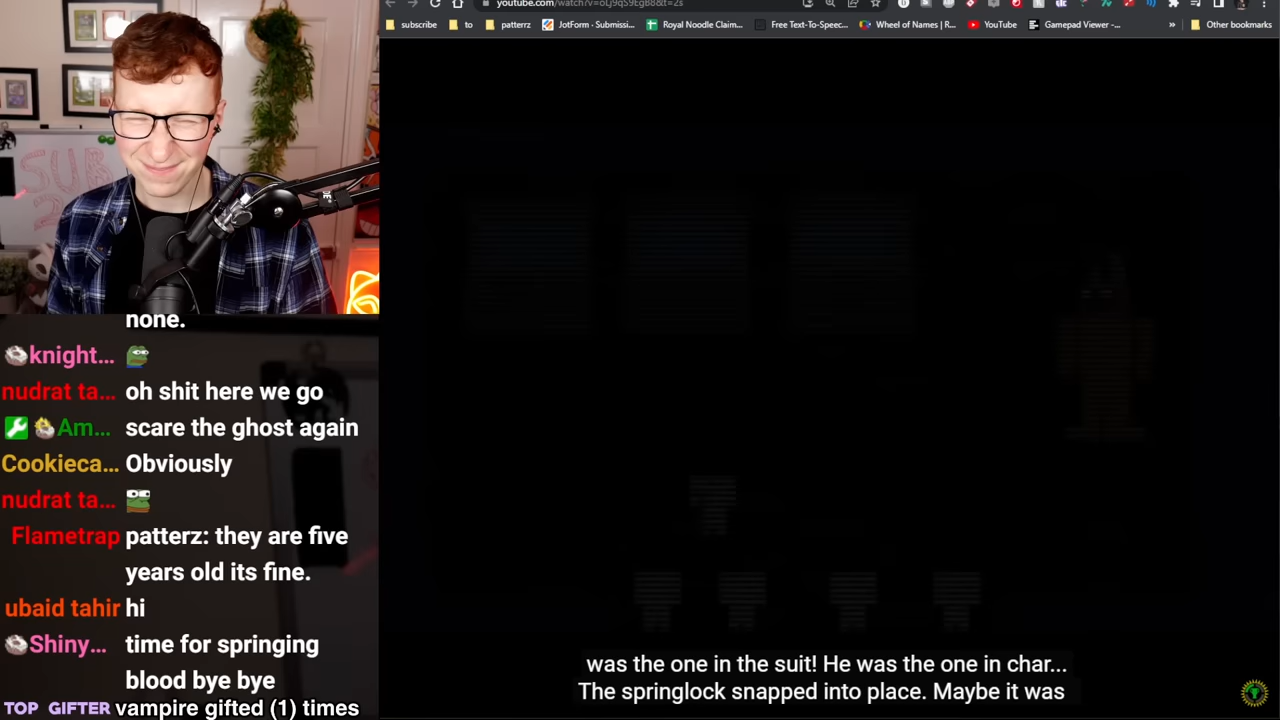 youtube.com/watch?v=oLj9qS9EgB8&t=2s
subscribe
to
patterz
JotForm - Submissi...
Royal Noodle Claim...
Free Text-To-Speec...
Wheel of Names | R...
YouTube
Gamepad Viewer -...
»
Other bookmarks
SUB
none.
knight...
nudrat ta... oh shit here we go
Am... scare the ghost again
Cookieca... Obviously
nudrat ta...
Flametrap patterz: they are five
years old its fine.
ubaid tahir hi
Shiny... time for springing
blood bye bye
TOP GIFTER vampire gifted (1) times
was the one in the suit! He was the one in char...
The springlock snapped into place. Maybe it was